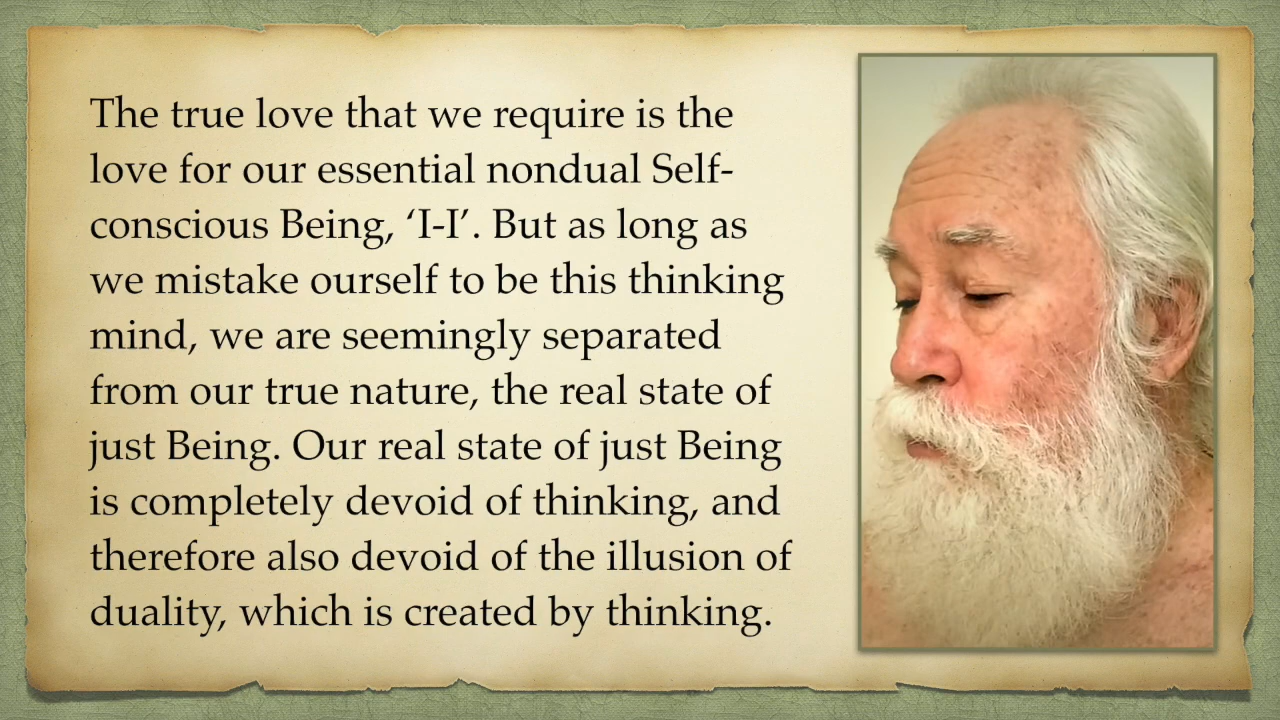 The true love that we require is the
love for our essential nondual Self-
conscious Being, ‘I-I’. But as long as
we mistake ourself to be this thinking
mind, we are seemingly separated
from our true nature, the real state of
just Being. Our real state of just Being
is completely devoid of thinking, and
therefore also devoid of the illusion of
duality, which is created by thinking.